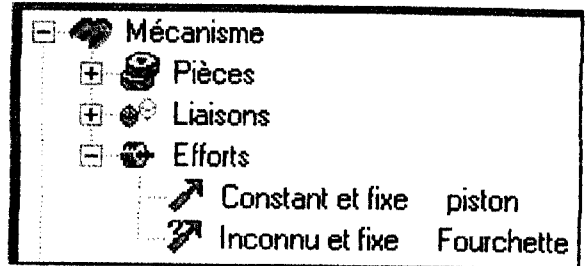 Mécanisme
Pièces
Liaisons
Efforts
Constant et fixe piston
Inconnu et fixe Fourchette